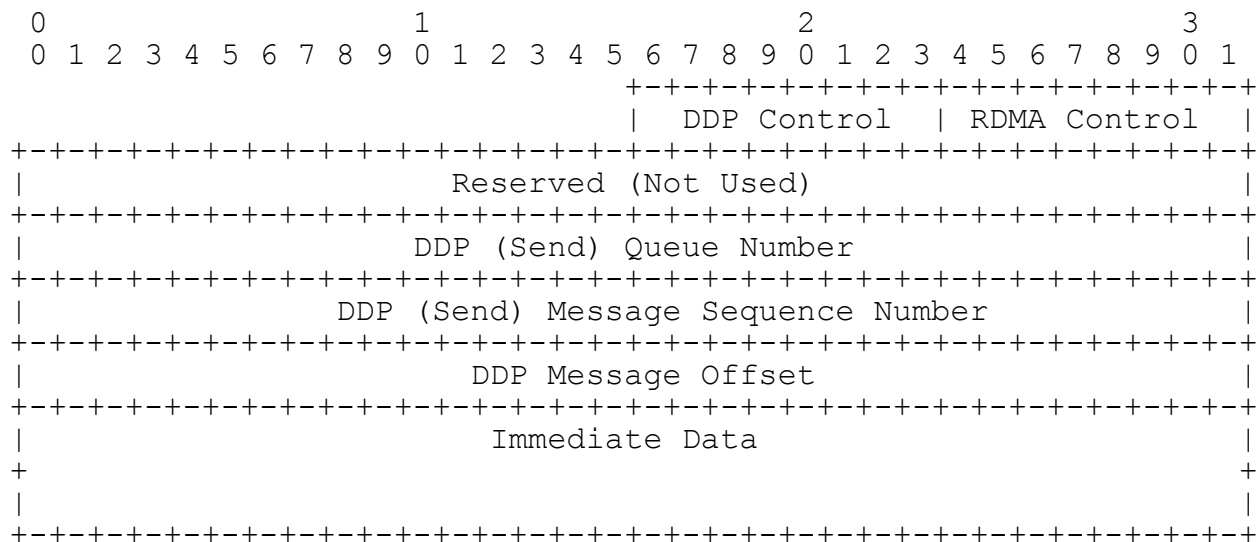 0                   1                   2                   3
 0 1 2 3 4 5 6 7 8 9 0 1 2 3 4 5 6 7 8 9 0 1 2 3 4 5 6 7 8 9 0 1
                                +-+-+-+-+-+-+-+-+-+-+-+-+-+-+-+-+
                                |  DDP Control  | RDMA Control  |
+-+-+-+-+-+-+-+-+-+-+-+-+-+-+-+-+-+-+-+-+-+-+-+-+-+-+-+-+-+-+-+-+
|                      Reserved (Not Used)                      |
+-+-+-+-+-+-+-+-+-+-+-+-+-+-+-+-+-+-+-+-+-+-+-+-+-+-+-+-+-+-+-+-+
|                    DDP (Send) Queue Number                    |
+-+-+-+-+-+-+-+-+-+-+-+-+-+-+-+-+-+-+-+-+-+-+-+-+-+-+-+-+-+-+-+-+
|                DDP (Send) Message Sequence Number             |
+-+-+-+-+-+-+-+-+-+-+-+-+-+-+-+-+-+-+-+-+-+-+-+-+-+-+-+-+-+-+-+-+
|                       DDP Message Offset                      |
+-+-+-+-+-+-+-+-+-+-+-+-+-+-+-+-+-+-+-+-+-+-+-+-+-+-+-+-+-+-+-+-+
|                        Immediate Data                         |
+                                                               +
|                                                               |
+-+-+-+-+-+-+-+-+-+-+-+-+-+-+-+-+-+-+-+-+-+-+-+-+-+-+-+-+-+-+-+-+